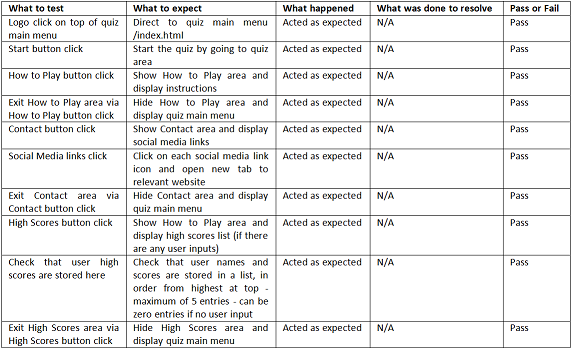 What to test What to expect What happened What was done to resolve Pass or Fail
Logo click on top of quiz Direct to quiz main menu Acted as expected N/A Pass
main menu /index.html
Start button click Start the quiz by going to quiz Acted as expected N/A Pass
area
How to Play button click Show How to Play area and Acted as expected N/A Pass
display instructions
Exit How to Play area via Hide How to Play area and Acted as expected N/A Pass
How to Play button click display quiz main menu
Contact button click Show Contact area and display Acted as expected N/A Pass
social media links
Social Media links click Click on each social media link Acted as expected N/A Pass
icon and open new tab to
relevant website
Exit Contact area via Hide Contact area and display Acted as expected N/A Pass
Contact button click quiz main menu
High Scores button click Show How to Play area and Acted as expected N/A Pass
display high scores list (if there
are any user inputs)
Check that user high Check that user names and Acted as expected N/A Pass
scores are stored here scores are stored in a list, in
order from highest at top -
maximum of 5 entries - can be
zero entries if no user input
Exit High Scores area via Hide High Scores area and Acted as expected N/A Pass
High Scores button click display quiz main menu